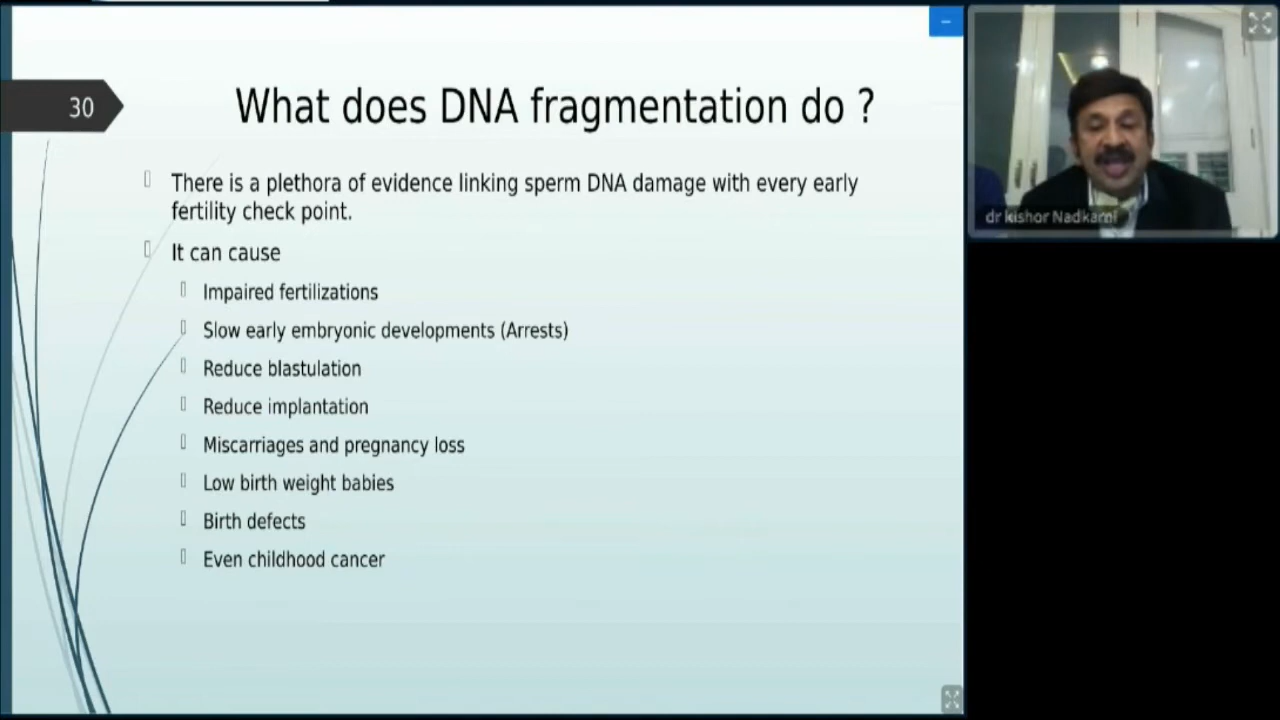 30
What does DNA fragmentation do ?
There is a plethora of evidence linking sperm DNA damage with every early
fertility check point.
It can cause
Impaired fertilizations
Slow early embryonic developments (Arrests)
Reduce blastulation
Reduce implantation
Miscarriages and pregnancy loss
Low birth weight babies
Birth defects
Even childhood cancer
dr kishor Nadkarni